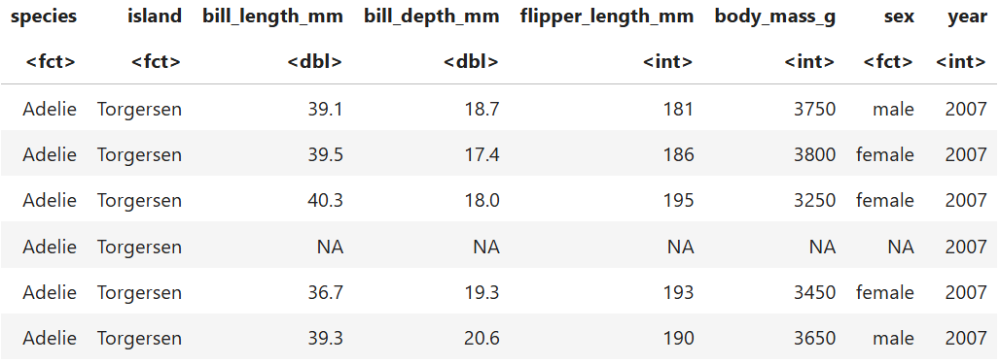 species island bill_length_mm bill_depth_mm flipper_length_mm body_mass_g sex year
<fct> <fct> <dbl> <dbl> <int> <int> <fct> <int>
Adelie Torgersen 39.1 18.7 181 3750 male 2007
Adelie Torgersen 39.5 17.4 186 3800 female 2007
Adelie Torgersen 40.3 18.0 195 3250 female 2007
Adelie Torgersen NA NA NA NA NA 2007
Adelie Torgersen 36.7 19.3 193 3450 female 2007
Adelie Torgersen 39.3 20.6 190 3650 male 2007